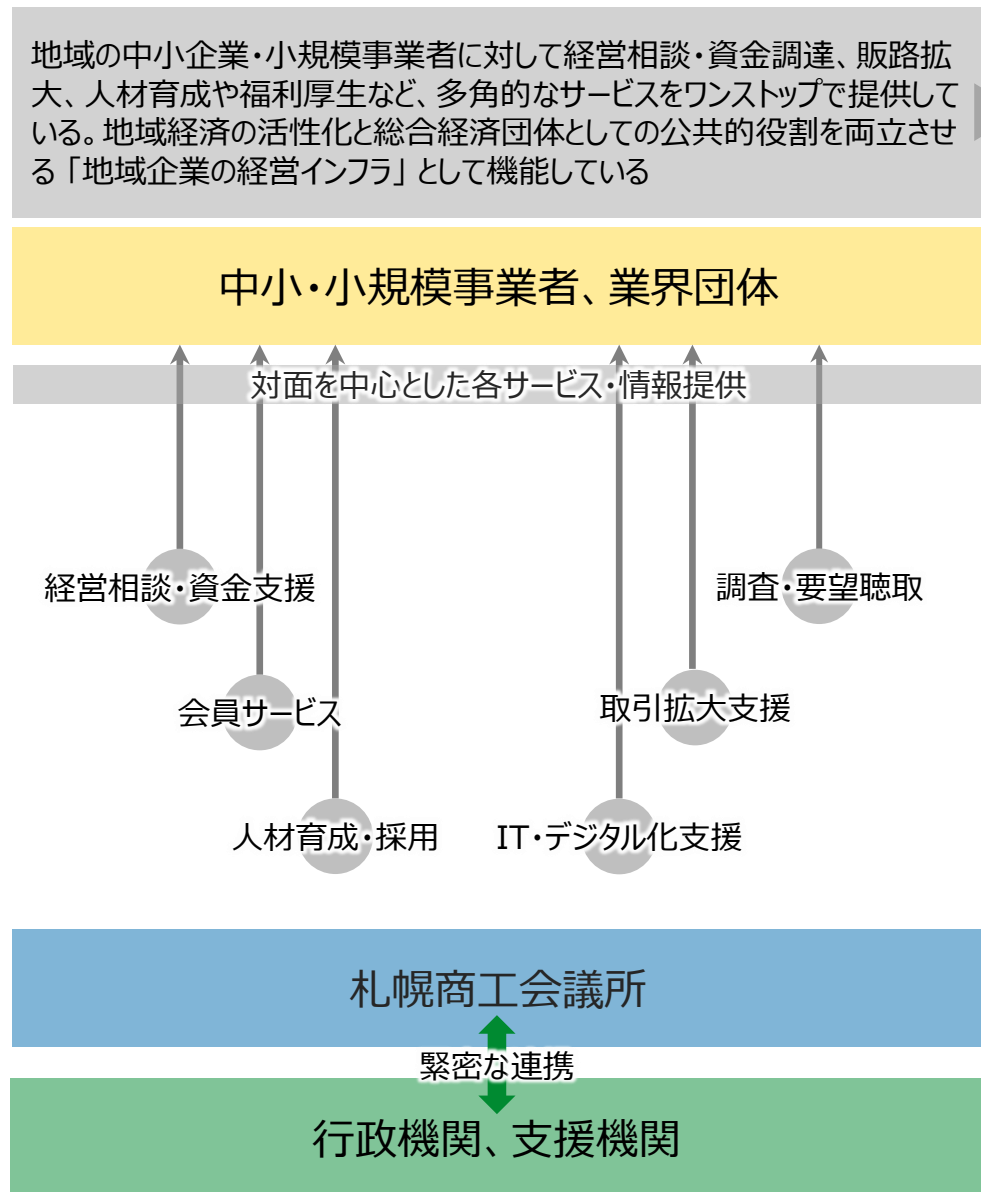 地域の中小企業・小規模事業者に対して経営相談・資金調達、販路拡
大、人材育成や福利厚生など、多角的なサービスをワンストップで提供して
いる。地域経済の活性化と総合経済団体としての公共的役割を両立させ
る「地域企業の経営インフラ」として機能している
中小・小規模事業者、業界団体
対面を中心とした各サービス・情報提供
経営相談・資金支援
調査・要望聴取
会員サービス
取引拡大支援
人材育成・採用
IT・デジタル化支援
札幌商工会議所
緊密な連携
行政機関、支援機関